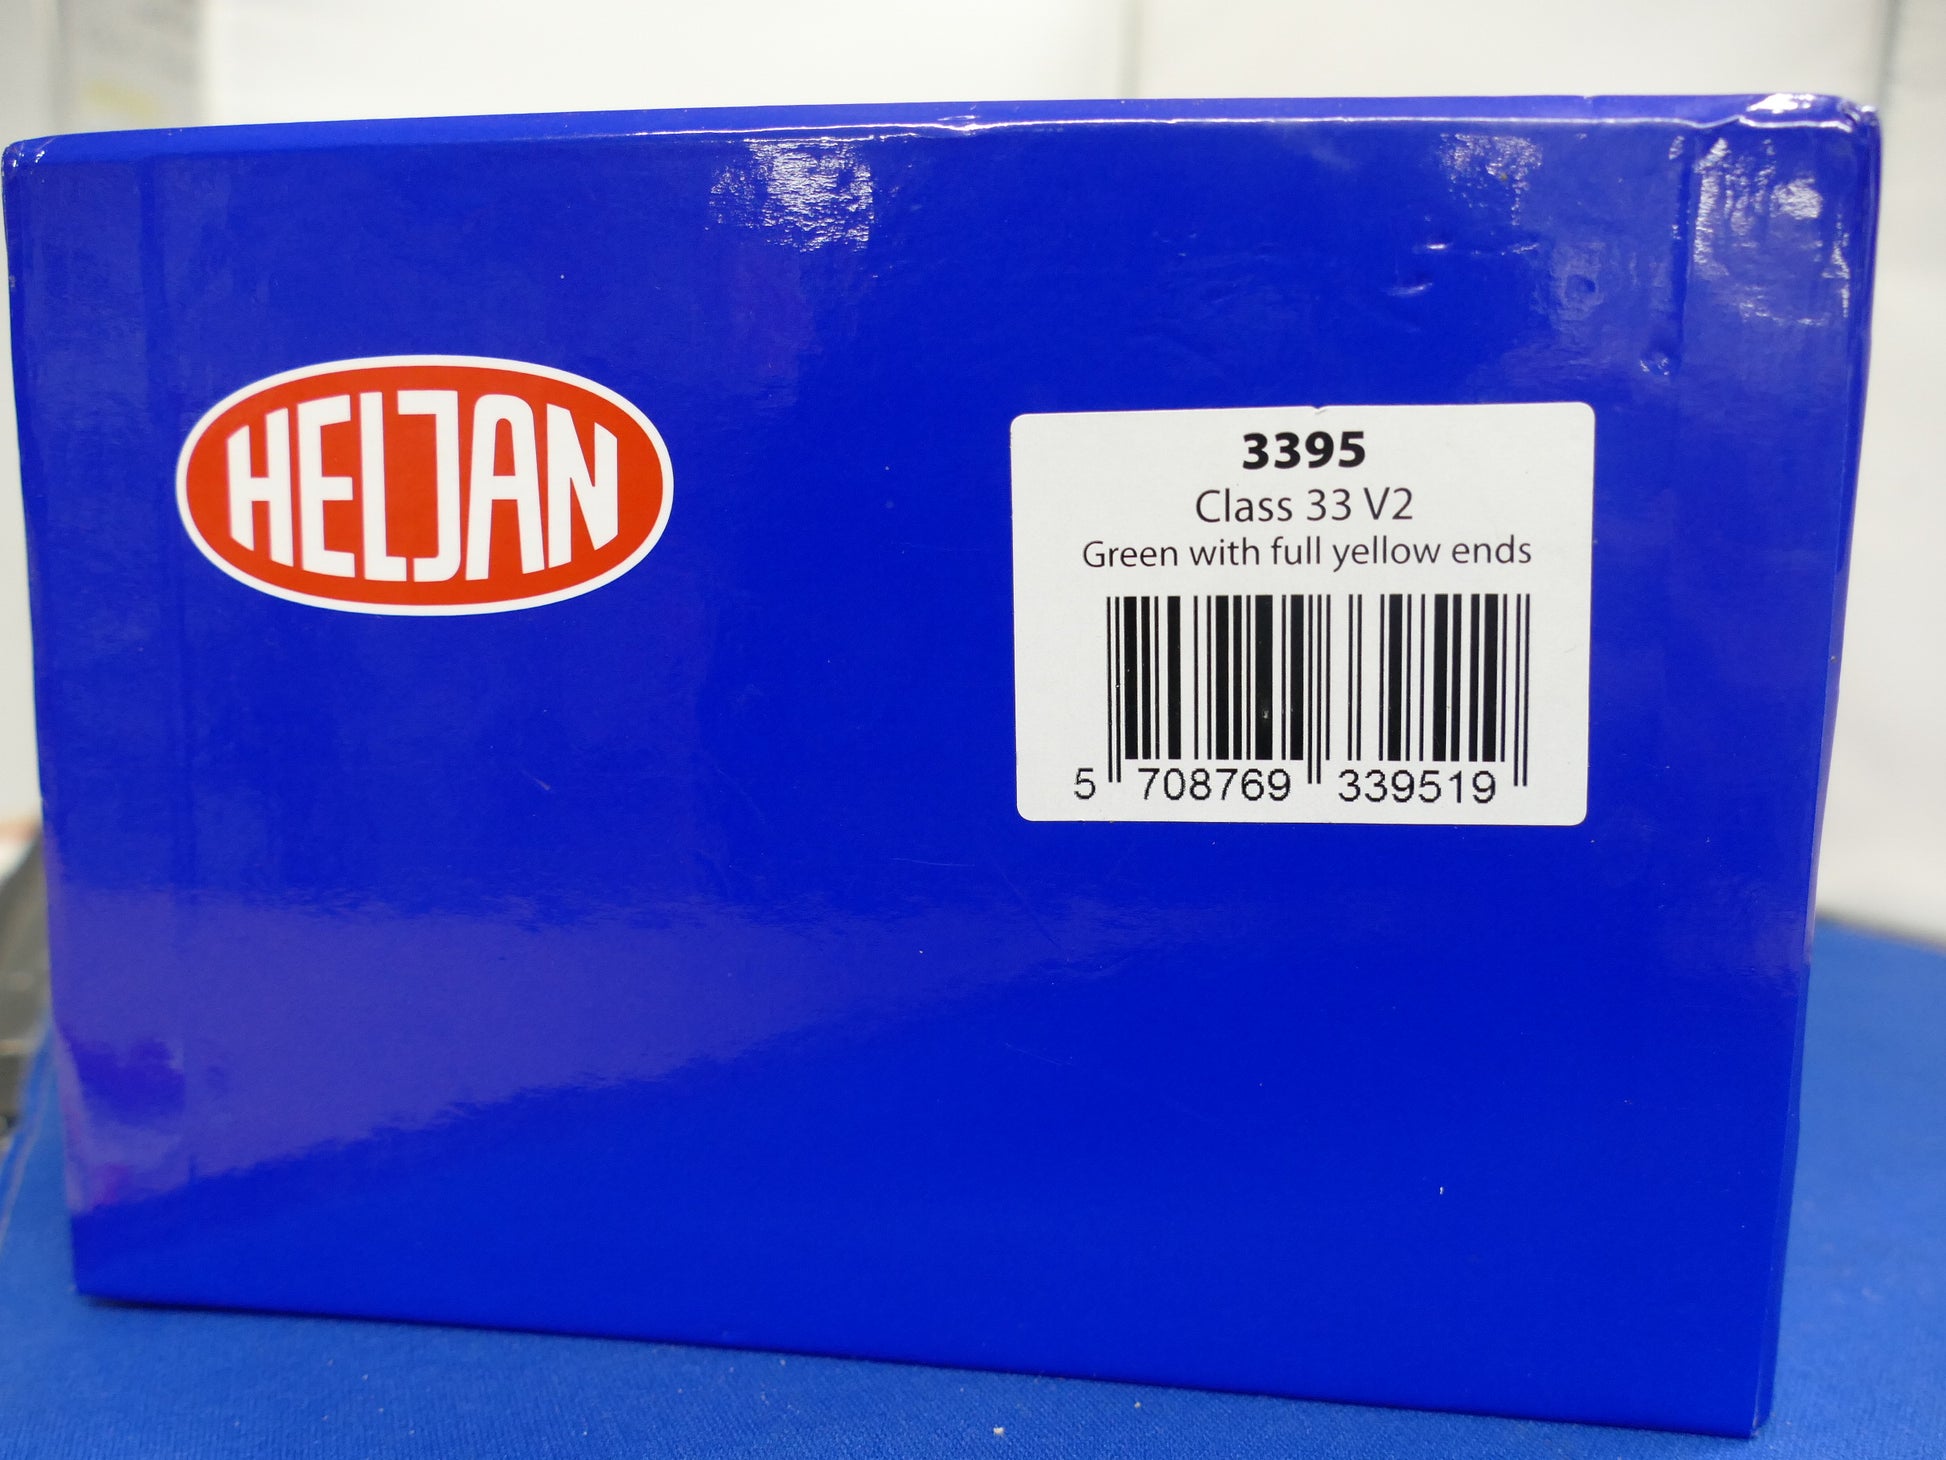 HELJAN
3395
Class 33 V2
Green with full yellow ends
5 708769 339519